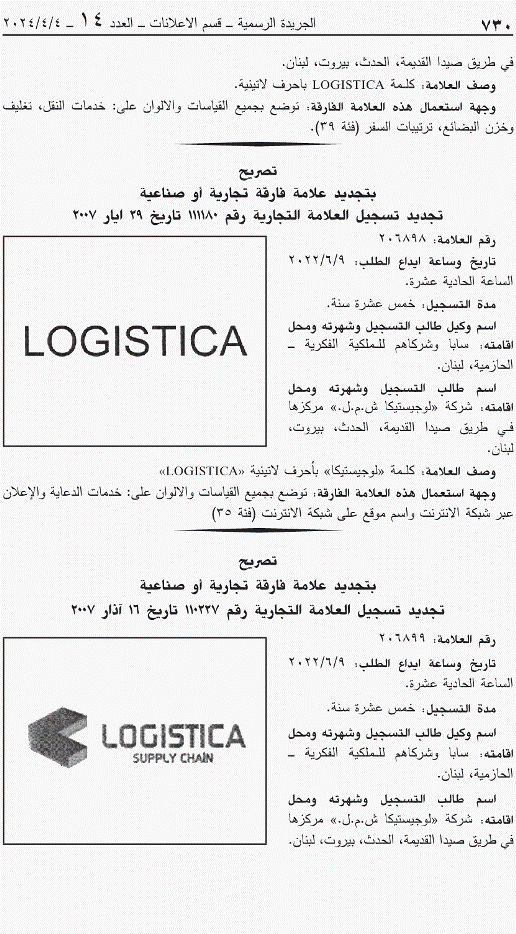 ٧٣٠ الجريدة الرسمية ــ قسم الاعلانات ــ العدد ١٤ ــ ٢٠٢٤/٤/٤
في طريق صيدا القديمة، الحدث، بيروت، لبنان.
وصف العلامة: كلمة LOGISTICA باحرف لاتينية.
وجهة استعمال هذه العلامة الفارقة: توضع بجميع القياسات والالوان على: خدمات النقل، تغليف
وخزن البضائع، ترتيبات السفر (فئة ٣٩).
تصريح
بتجديد علامة فارقة تجارية أو صناعية
تجديد تسجيل العلامة التجارية رقم ١١١١٨٠ تاريخ ٢٩ ايار ٢٠٠٧
رقم العلامة: ٢٠٦٨٩٨
تاريخ وساعة ايداع الطلب: ٢٠٢٢/٦/٩
الساعة الحادية عشرة.
مدة التسجيل: خمس عشرة سنة.
اسم وكيل طالب التسجيل وشهرته ومحل
اقامته: سابا وشركاهم للملكية الفكرية ــ
الحازمية، لبنان.
اسم طالب التسجيل وشهرته ومحل
اقامته: شركة «لوجيستيكا ش.م.ل.» مركزها
في طريق صيدا القديمة، الحدث، بيروت،
لبنان.
LOGISTICA
وصف العلامة: كلمة «لوجيستيكا» بأحرف لاتينية «LOGISTICA»
وجهة استعمال هذه العلامة الفارقة: توضع بجميع القياسات والالوان على: خدمات الدعاية والإعلان
عبر شبكة الانترنت واسم موقع على شبكة الانترنت (فئة ٣٥)
تصريح
بتجديد علامة فارقة تجارية أو صناعية
تجديد تسجيل العلامة التجارية رقم ١١٠٢٣٧ تاريخ ١٦ آذار ٢٠٠٧
رقم العلامة: ٢٠٦٨٩٩
تاريخ وساعة ايداع الطلب: ٢٠٢٢/٦/٩
الساعة الحادية عشرة.
مدة التسجيل: خمس عشرة سنة.
اسم وكيل طالب التسجيل وشهرته ومحل
اقامته: سابا وشركاهم للملكية الفكرية ــ
الحازمية، لبنان.
اسم طالب التسجيل وشهرته ومحل
اقامته: شركة «لوجيستيكا ش.م.ل.» مركزها
في طريق صيدا القديمة، الحدث، بيروت، لبنان.
LOGISTICA
SUPPLY CHAIN